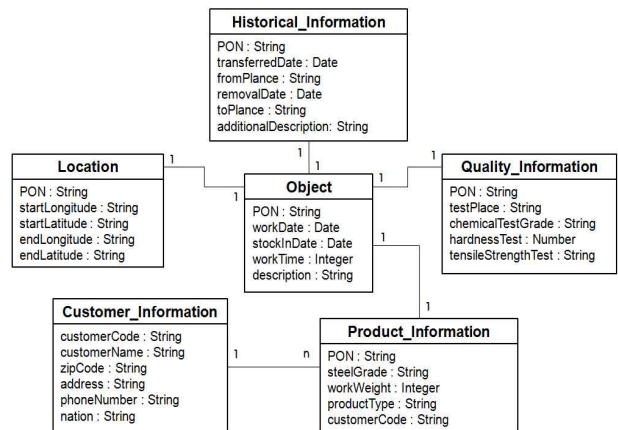 Historical_Information
PON : String
transferredDate : Date
fromPlance : String
removalDate : Date
toPlance : String
additionalDescription: String
1
1
Location
PON : String
startLongitude : String
startLatitude : String
endLongitude : String
endLatitude : String
1
1
Object
PON : String
workDate : Date
stockInDate : Date
workTime : Integer
description : String
1
1
Quality_Information
PON : String
testPlace : String
chemicalTestGrade : String
hardnessTest : Number
tensileStrengthTest : String
1
1
Customer_Information
customerCode : String
customerName : String
zipCode : String
address : String
phoneNumber : String
nation : String
1
n
Product_Information
PON : String
steelGrade : String
workWeight : Integer
productType : String
customerCode : String